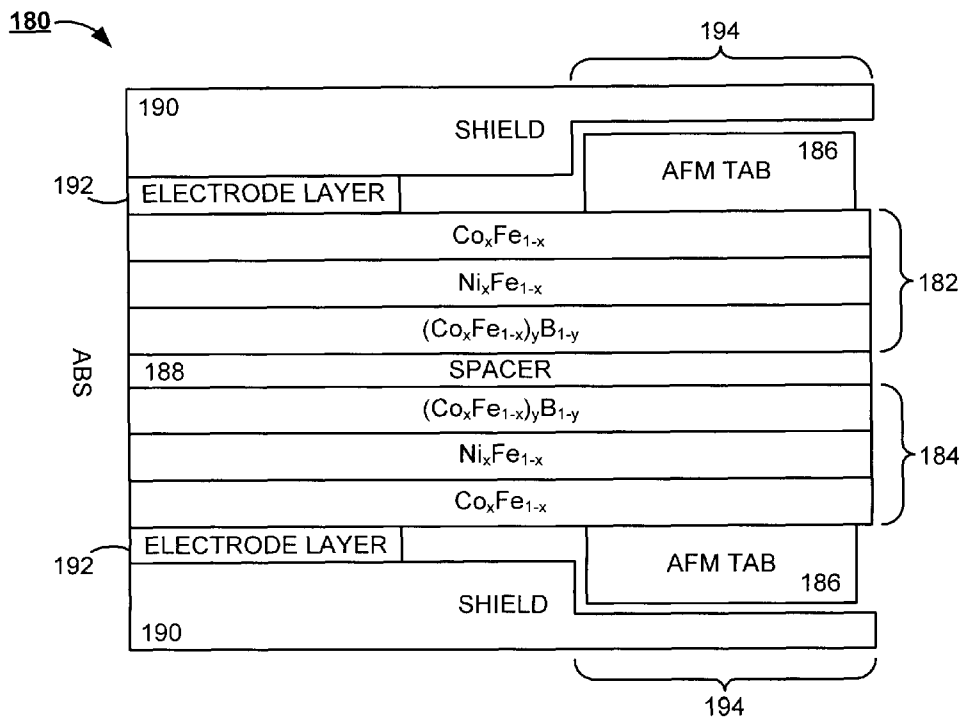 180
194
190
SHIELD
186
AFM TAB
192
ELECTRODE LAYER
CoₓFe₁₋ₓ
NiₓFe₁₋ₓ
182
(CoₓFe₁₋ₓ)yB₁₋y
ABS
188
SPACER
(CoₓFe₁₋ₓ)yB₁₋y
NiₓFe₁₋ₓ
184
CoₓFe₁₋ₓ
192
ELECTRODE LAYER
AFM TAB
186
SHIELD
190
194